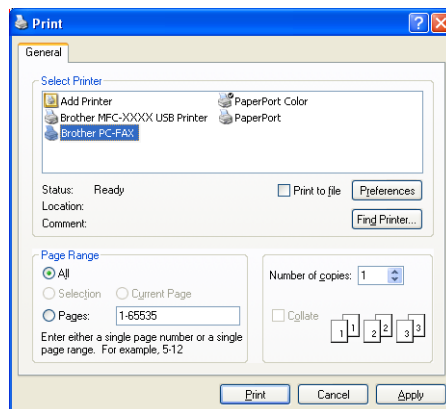 Print
General
Select Printer
Add Printer
PaperPort Color
Brother MFC-XXXX USB Printer
PaperPort
Brother PC-FAX
Status: Ready
Print to file
Preferences
Location:
Comment:
Find Printer...
Page Range
All
Selection
Current Page
Pages:
1-65535
Enter either a single page number or a single
page range. For example, 5-12
Number of copies: 1
Collate
1 1 2 2 3 3
Print
Cancel
Apply